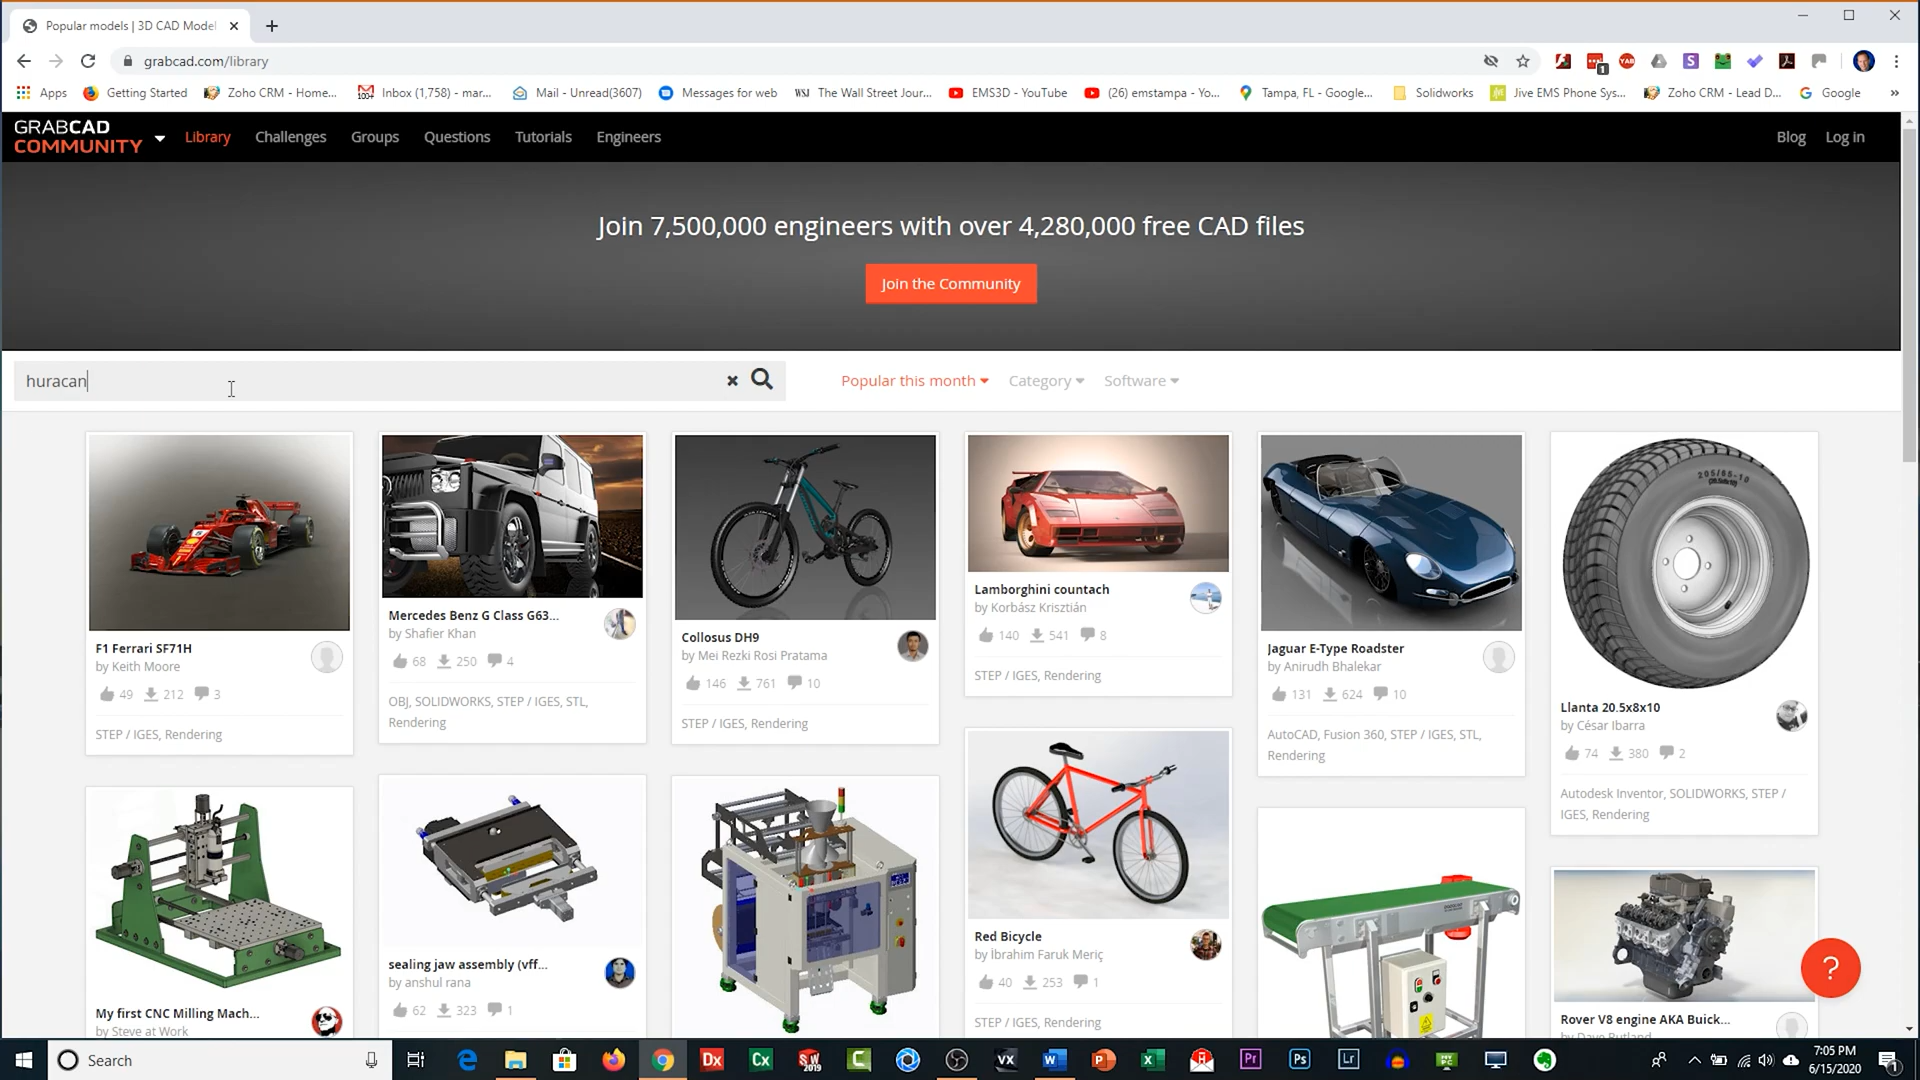 Popular models | 3D CAD Model
grabcad.com/library
Apps Getting Started Zoho CRM - Home... Inbox (1,758) - mar... Mail - Unread(3607) Messages for web WSJ The Wall Street Jour... EMS3D - YouTube (26) emstampa - Yo... Tampa, FL - Google... Solidworks Jive EMS Phone Sys... Zoho CRM - Lead D... Google »
GRABCAD
COMMUNITY
Library Challenges Groups Questions Tutorials Engineers Blog Log in
Join 7,500,000 engineers with over 4,280,000 free CAD files
Join the Community
huracan
Popular this month Category Software
F1 Ferrari SF71H
by Keith Moore
49 212 3
STEP / IGES, Rendering
Mercedes Benz G Class G63...
by Shafier Khan
68 250 4
OBJ, SOLIDWORKS, STEP / IGES, STL,
Rendering
Collosus DH9
by Mei Rezki Rosi Pratama
146 761 10
STEP / IGES, Rendering
Lamborghini countach
by Korbász Krisztián
140 541 8
STEP / IGES, Rendering
Jaguar E-Type Roadster
by Anirudh Bhalekar
131 624 10
AutoCAD, Fusion 360, STEP / IGES, STL,
Rendering
205/65-10
Llanta 20.5x8x10
by César Ibarra
74 380 2
Autodesk Inventor, SOLIDWORKS, STEP /
IGES, Rendering
My first CNC Milling Mach...
by Steve at Work
sealing jaw assembly (vff...
by anshul rana
62 323 1
Red Bicycle
by İbrahim Faruk Meriç
40 253 1
STEP / IGES, Rendering
Rover V8 engine AKA Buick...
by Dave Rutland
?
Search
7:05 PM
6/15/2020